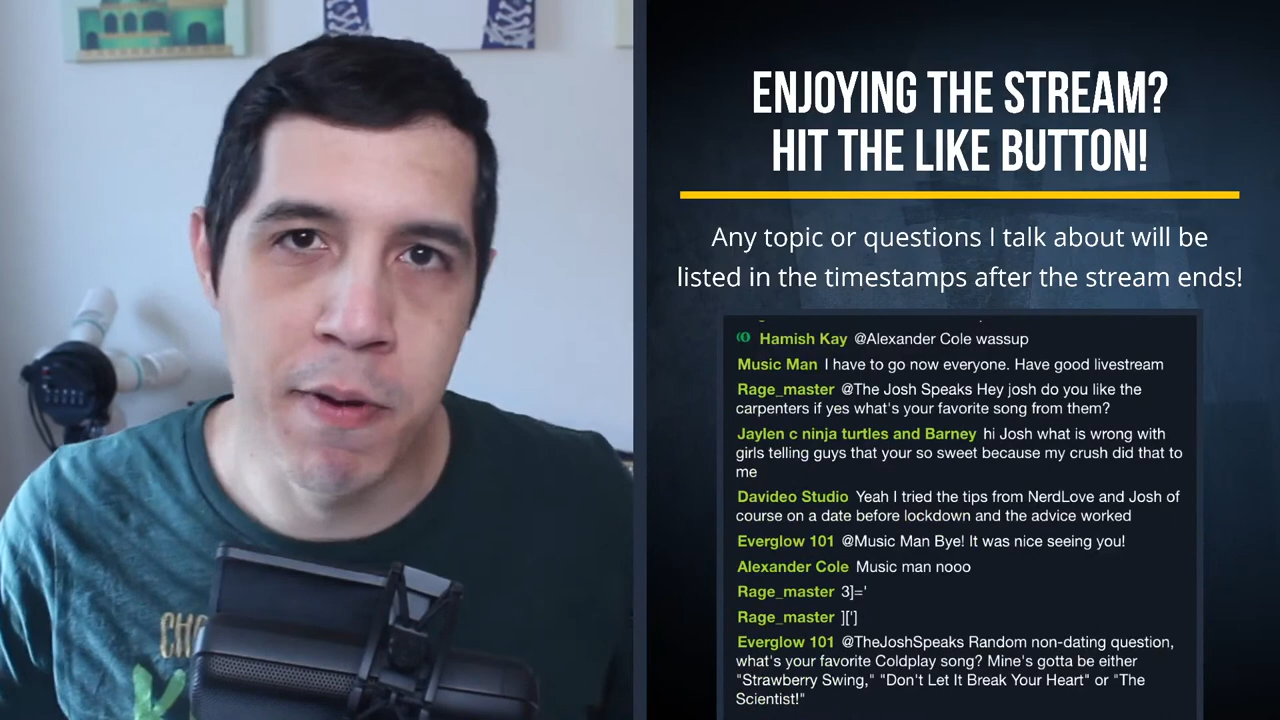 ENJOYING THE STREAM?
HIT THE LIKE BUTTON!
Any topic or questions I talk about will be
listed in the timestamps after the stream ends!
Hamish Kay @Alexander Cole wassup
Music Man I have to go now everyone. Have good livestream
Rage_master @The Josh Speaks Hey josh do you like the
carpenters if yes what's your favorite song from them?
Jaylen c ninja turtles and Barney hi Josh what is wrong with
girls telling guys that your so sweet because my crush did that to
me
Davideo Studio Yeah I tried the tips from NerdLove and Josh of
course on a date before lockdown and the advice worked
Everglow 101 @Music Man Bye! It was nice seeing you!
Alexander Cole Music man nooo
Rage_master 3]='
Rage_master ][']
Everglow 101 @TheJoshSpeaks Random non-dating question,
what's your favorite Coldplay song? Mine's gotta be either
"Strawberry Swing," "Don't Let It Break Your Heart" or "The
Scientist!"